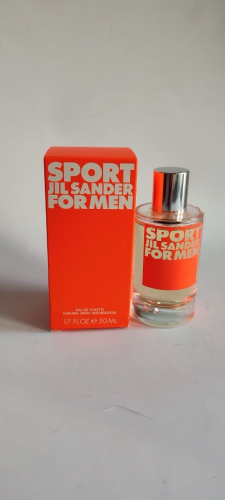 SPORT
JIL SANDER
FOR MEN
EAU DE TOILETTE
NATURAL SPRAY VAPORISATEUR
1.7 FL.OZ ℮ 50 ML
SPORT
JIL SANDER
FOR MEN